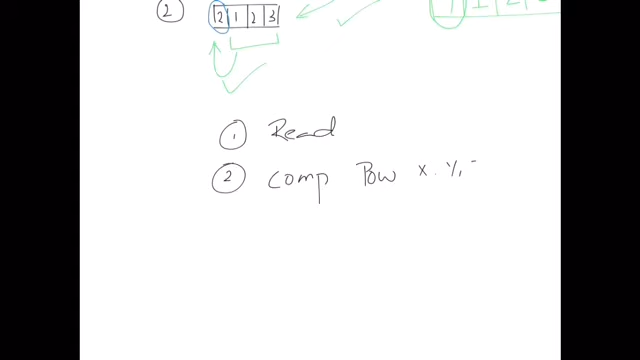 ② 2 1 2 3
① Read
② Comp Pow x. %